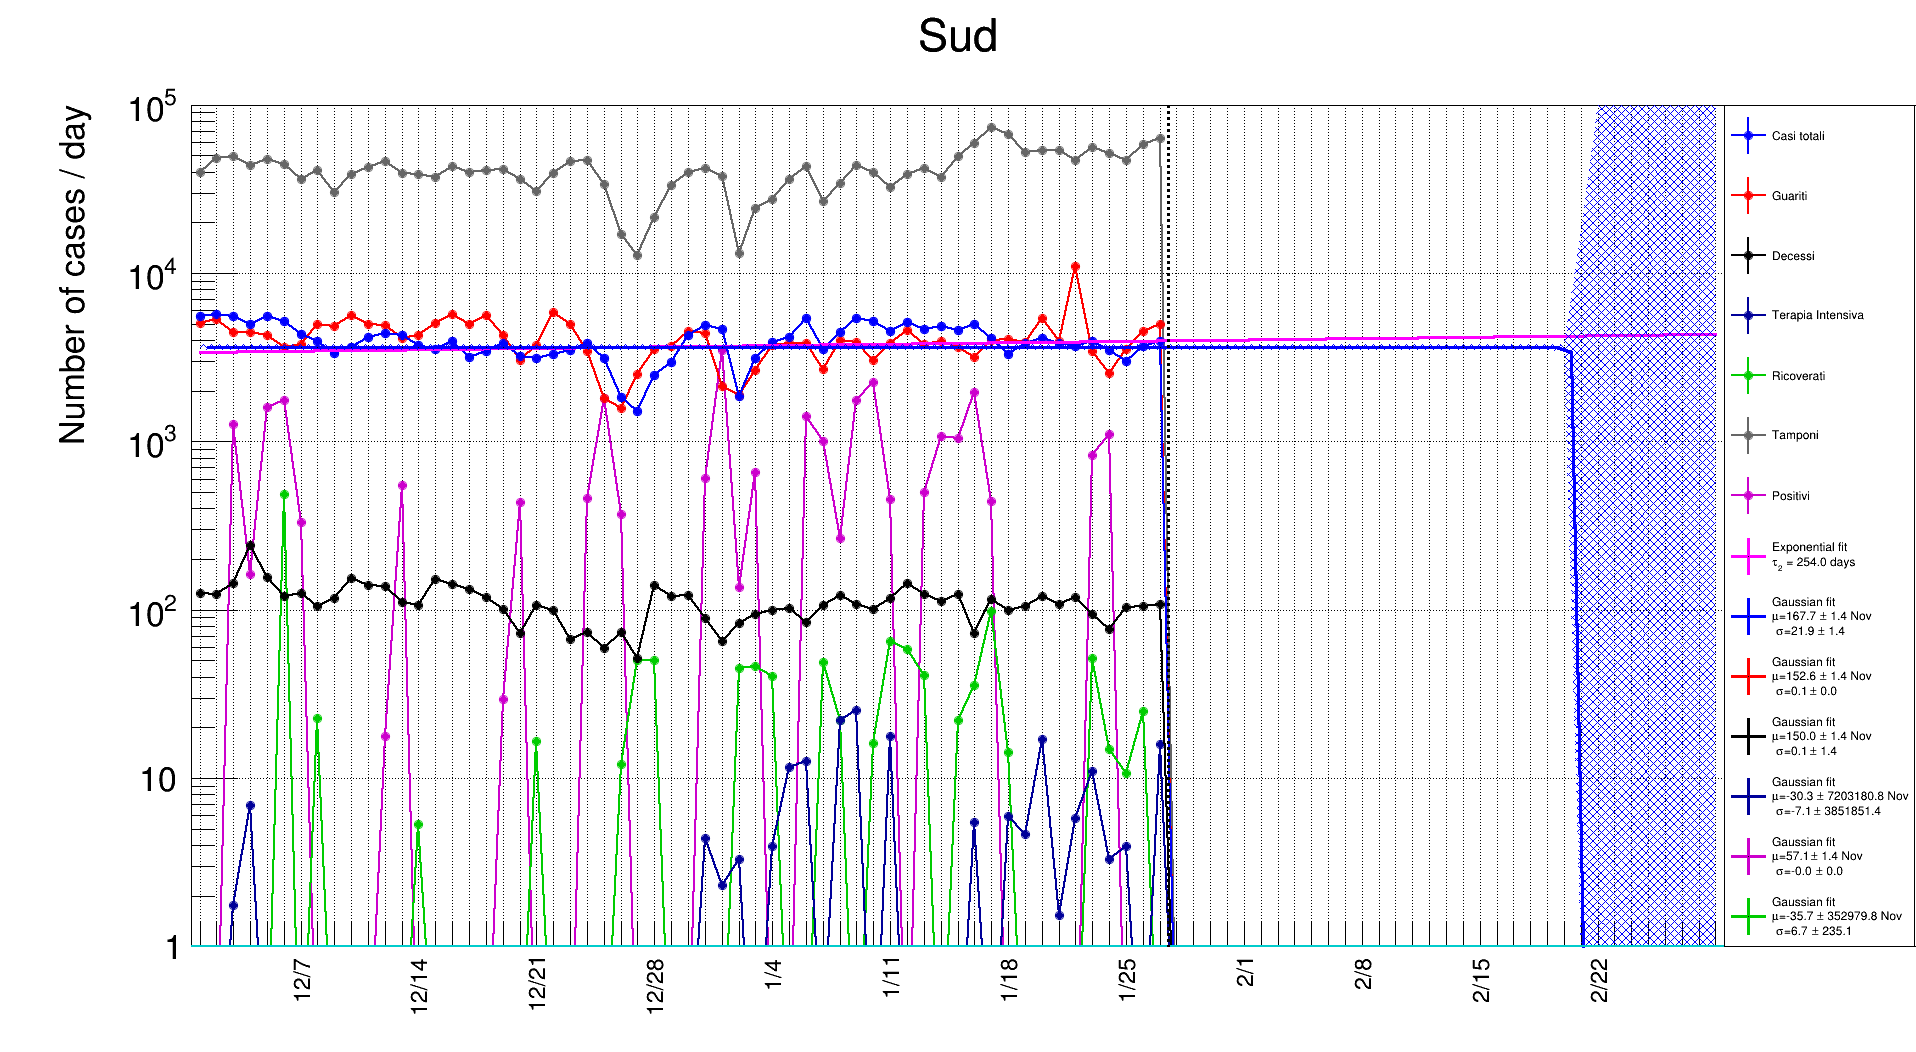 Sud
Number of cases / day
10^5
10^4
10^3
10^2
10
1
12/7
12/14
12/21
12/28
1/4
1/11
1/18
1/25
2/1
2/8
2/15
2/22
Casi totali
Guariti
Decessi
Terapia Intensiva
Ricoverati
Tamponi
Positivi
Exponential fit
τ₂ = 254.0 days
Gaussian fit
μ=167.7 ± 1.4 Nov
σ=21.9 ± 1.4
Gaussian fit
μ=152.6 ± 1.4 Nov
σ=0.1 ± 0.0
Gaussian fit
μ=150.0 ± 1.4 Nov
σ=0.1 ± 1.4
Gaussian fit
μ=-30.3 ± 7203180.8 Nov
σ=-7.1 ± 3851851.4
Gaussian fit
μ=57.1 ± 1.4 Nov
σ=-0.0 ± 0.0
Gaussian fit
μ=-35.7 ± 352979.8 Nov
σ=6.7 ± 235.1